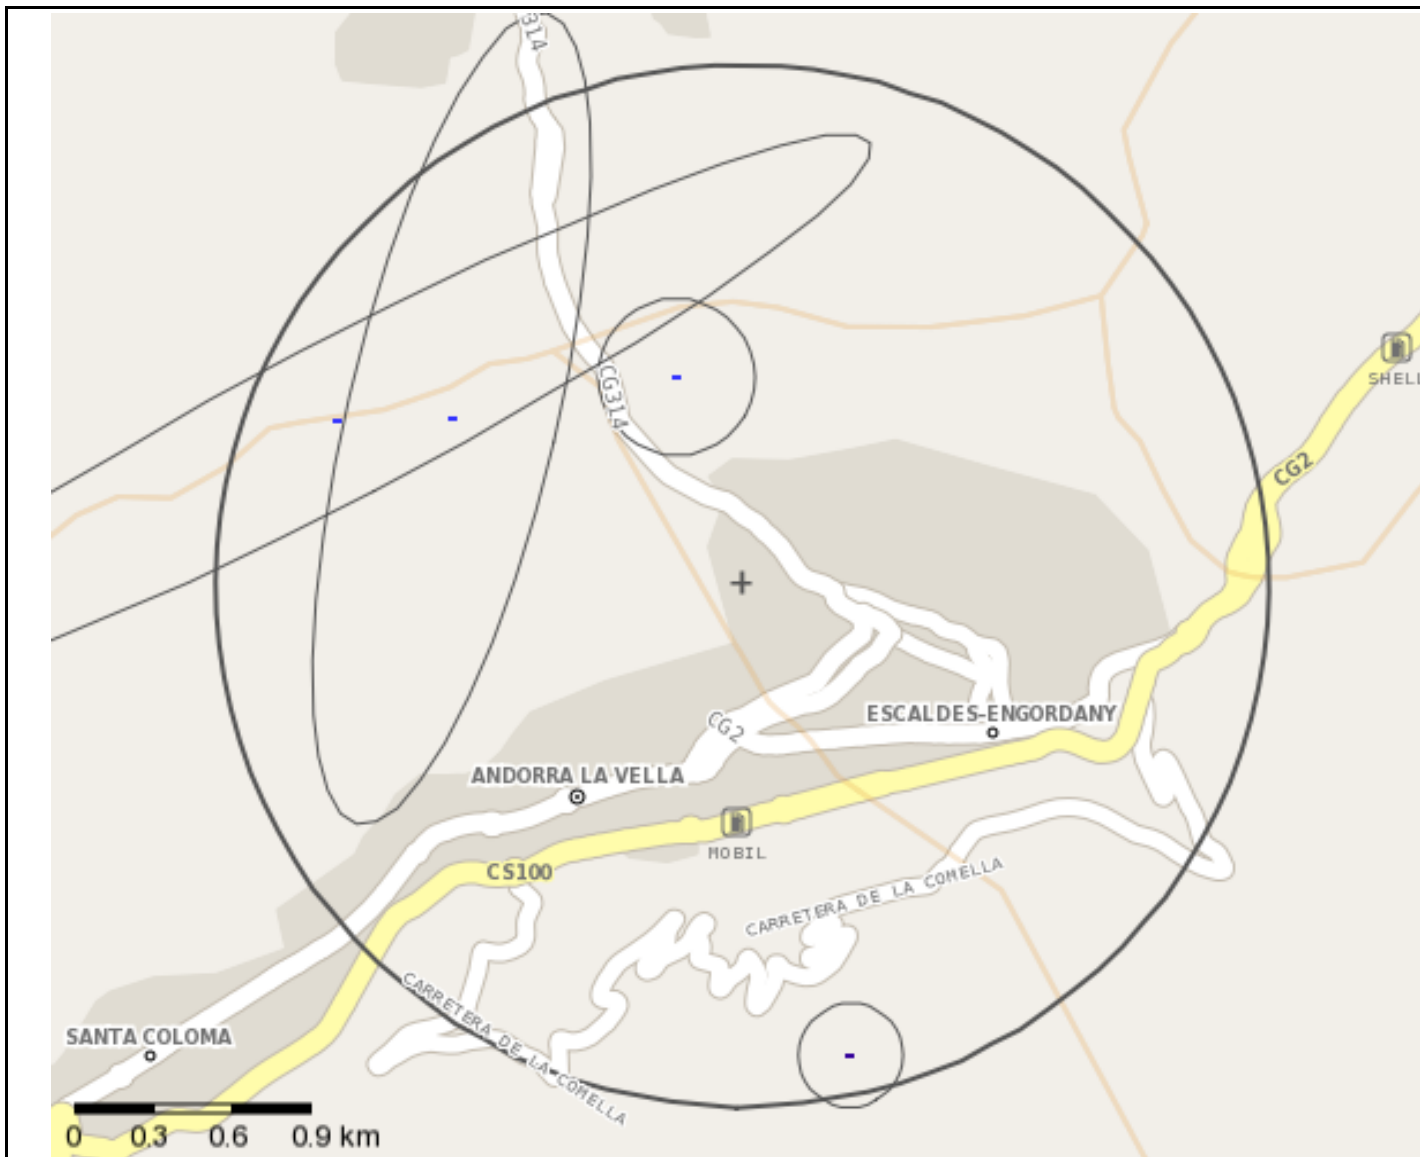 314
SHELL
CG314
CG2
ESCALDES-ENGORDANY
CG2
ANDORRA LA VELLA
MOBIL
CS100
CARRETERA DE LA COMELLA
CARRETERA DE LA COMELLA
SANTA COLOMA
0 0.3 0.6 0.9 km